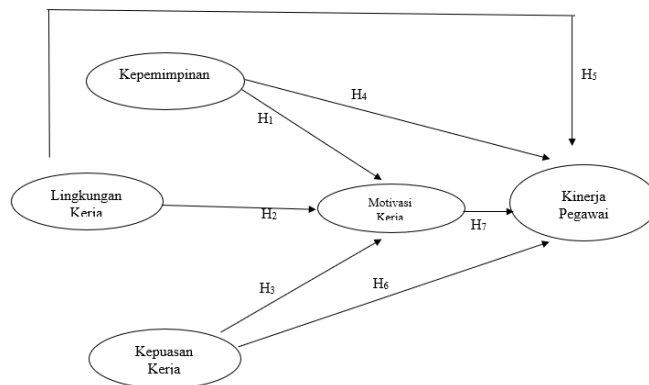 Kepemimpinan
H5
H4
H1
Lingkungan
Kerja
Motivasi
Kerja
Kinerja
Pegawai
H2
H7
H3
H6
Kepuasan
Kerja